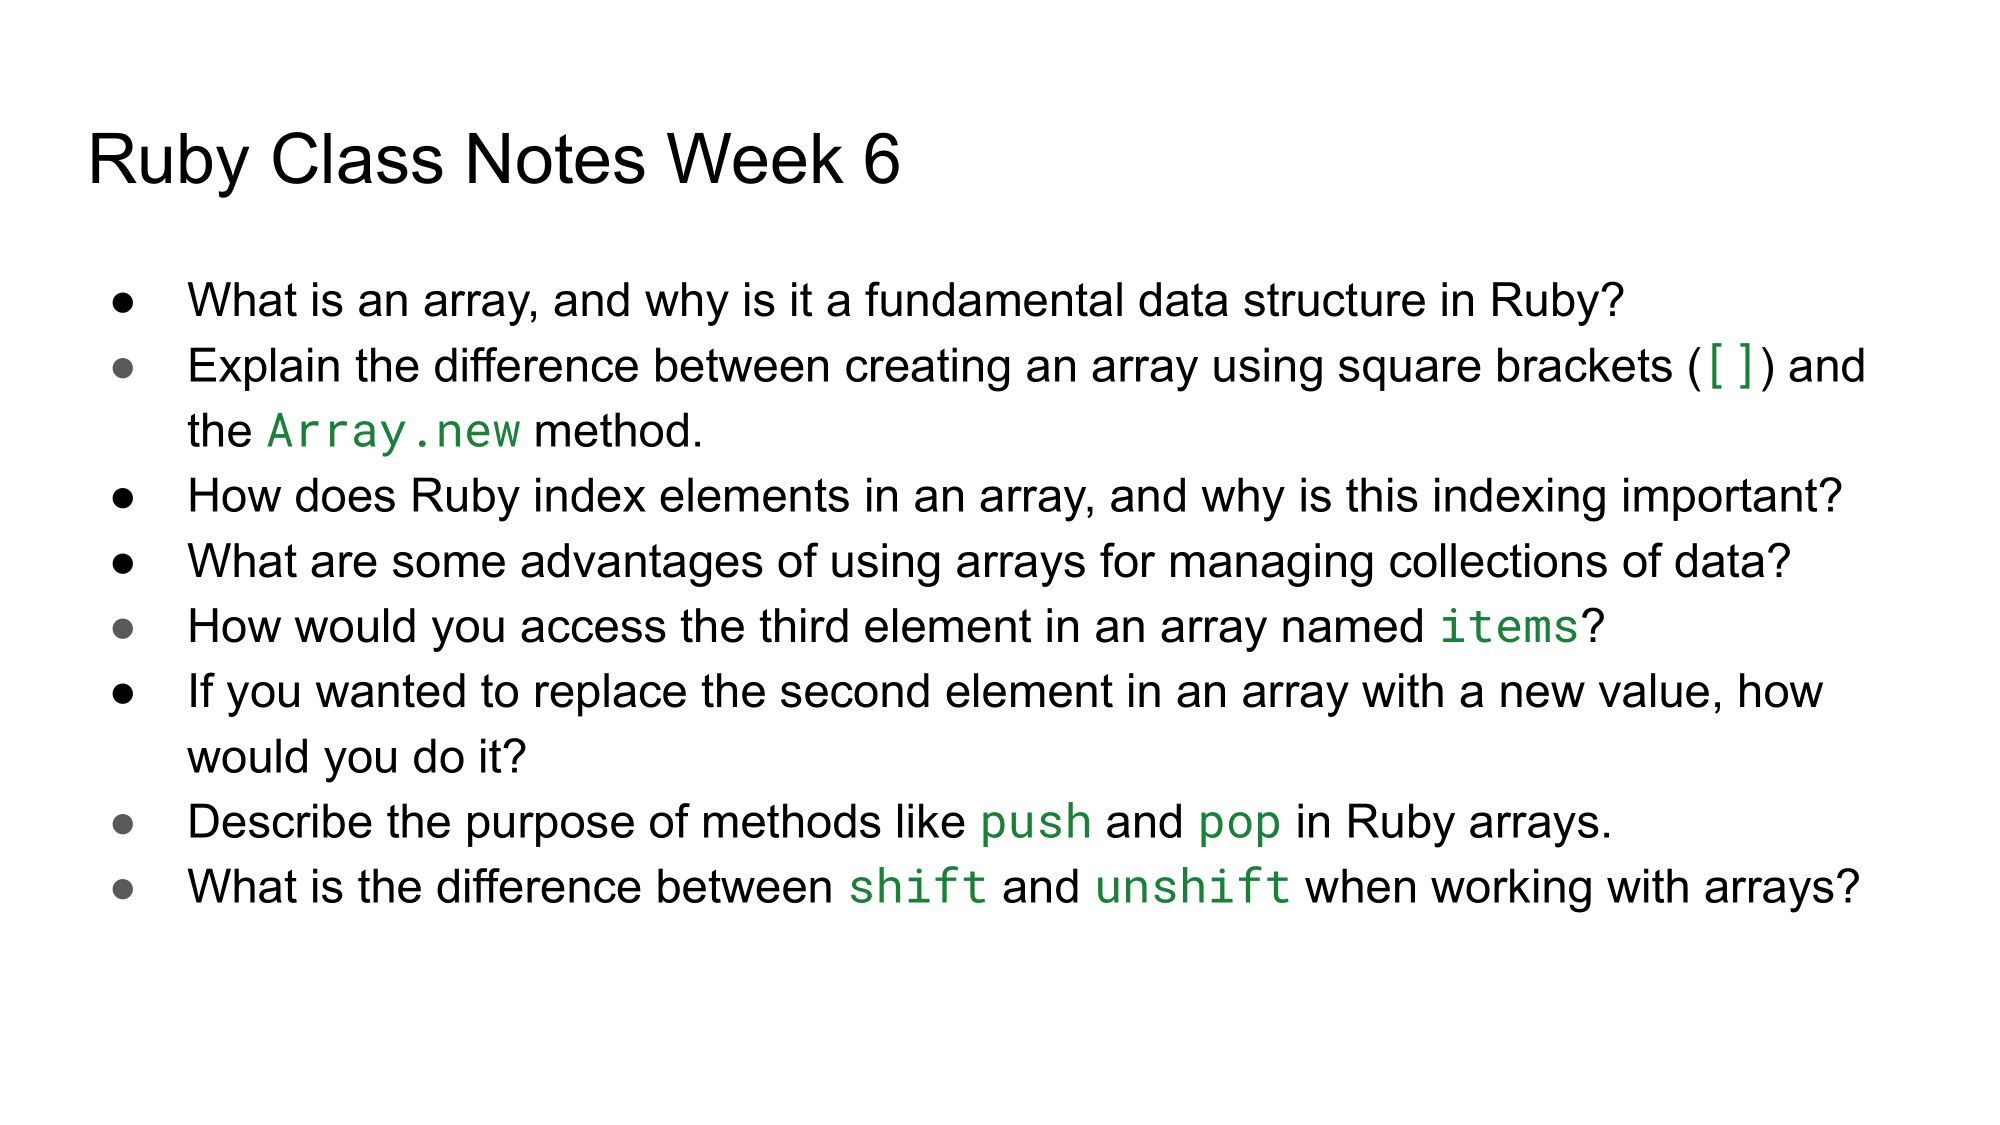 Ruby Class Notes Week 6
● What is an array, and why is it a fundamental data structure in Ruby?
● Explain the difference between creating an array using square brackets ([]) and
the Array.new method.
● How does Ruby index elements in an array, and why is this indexing important?
● What are some advantages of using arrays for managing collections of data?
● How would you access the third element in an array named items?
● If you wanted to replace the second element in an array with a new value, how
would you do it?
● Describe the purpose of methods like push and pop in Ruby arrays.
● What is the difference between shift and unshift when working with arrays?